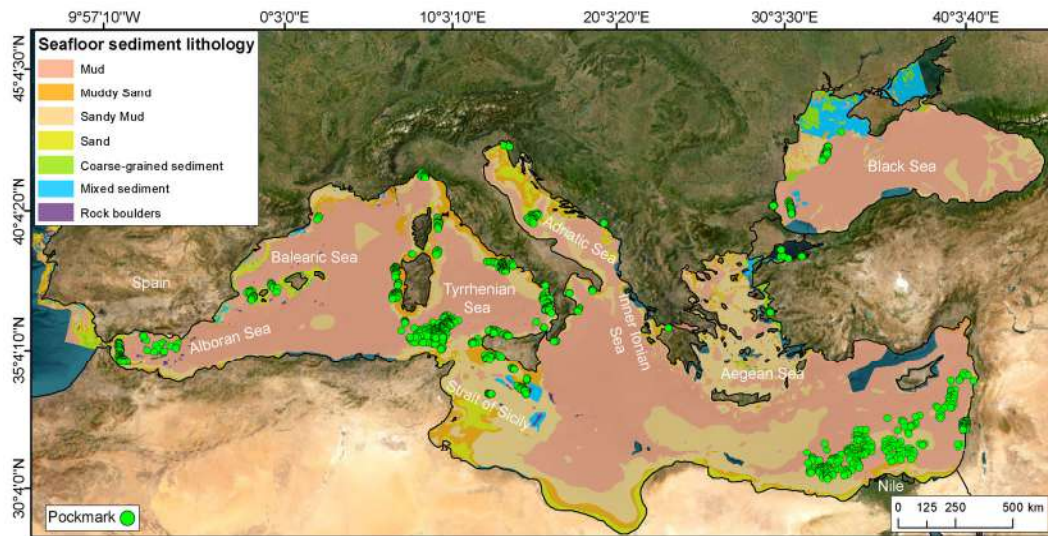 9°57'10"W 0°3'0"E 10°3'10"E 20°3'20"E 30°3'30"E 40°3'40"E
45°4'30"N
40°4'20"N
35°4'10"N
30°4'0"N
Seafloor sediment lithology
Mud
Muddy Sand
Sandy Mud
Sand
Coarse-grained sediment
Mixed sediment
Rock boulders
Black Sea
Adriatic Sea
Balearic Sea
Spain
Tyrrhenian
Sea
Inner Ionian
Sea
Alboran Sea
Aegean Sea
Strait of Sicily
Nile
Pockmark
0 125 250 500 km